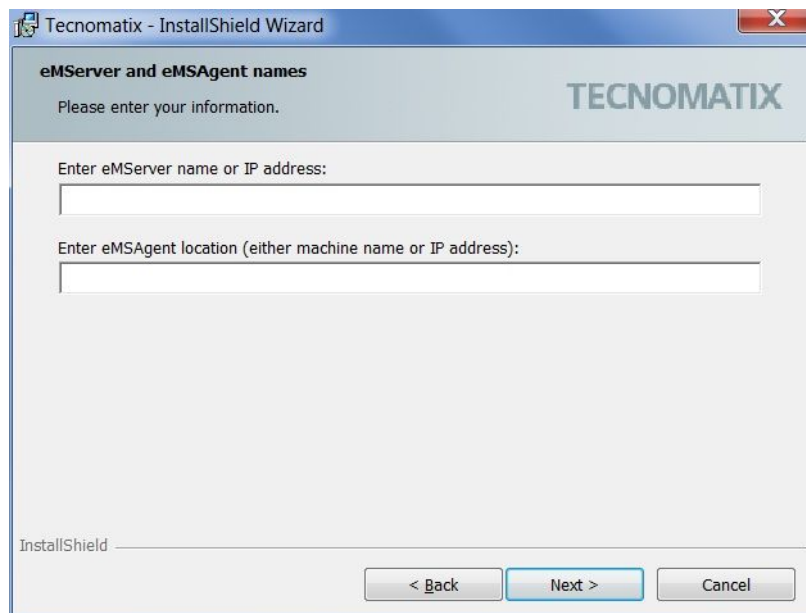 Tecnomatix - InstallShield Wizard
eMServer and eMSAgent names
Please enter your information.
TECNOMATIX
Enter eMServer name or IP address:
Enter eMSAgent location (either machine name or IP address):
InstallShield
< Back
Next >
Cancel